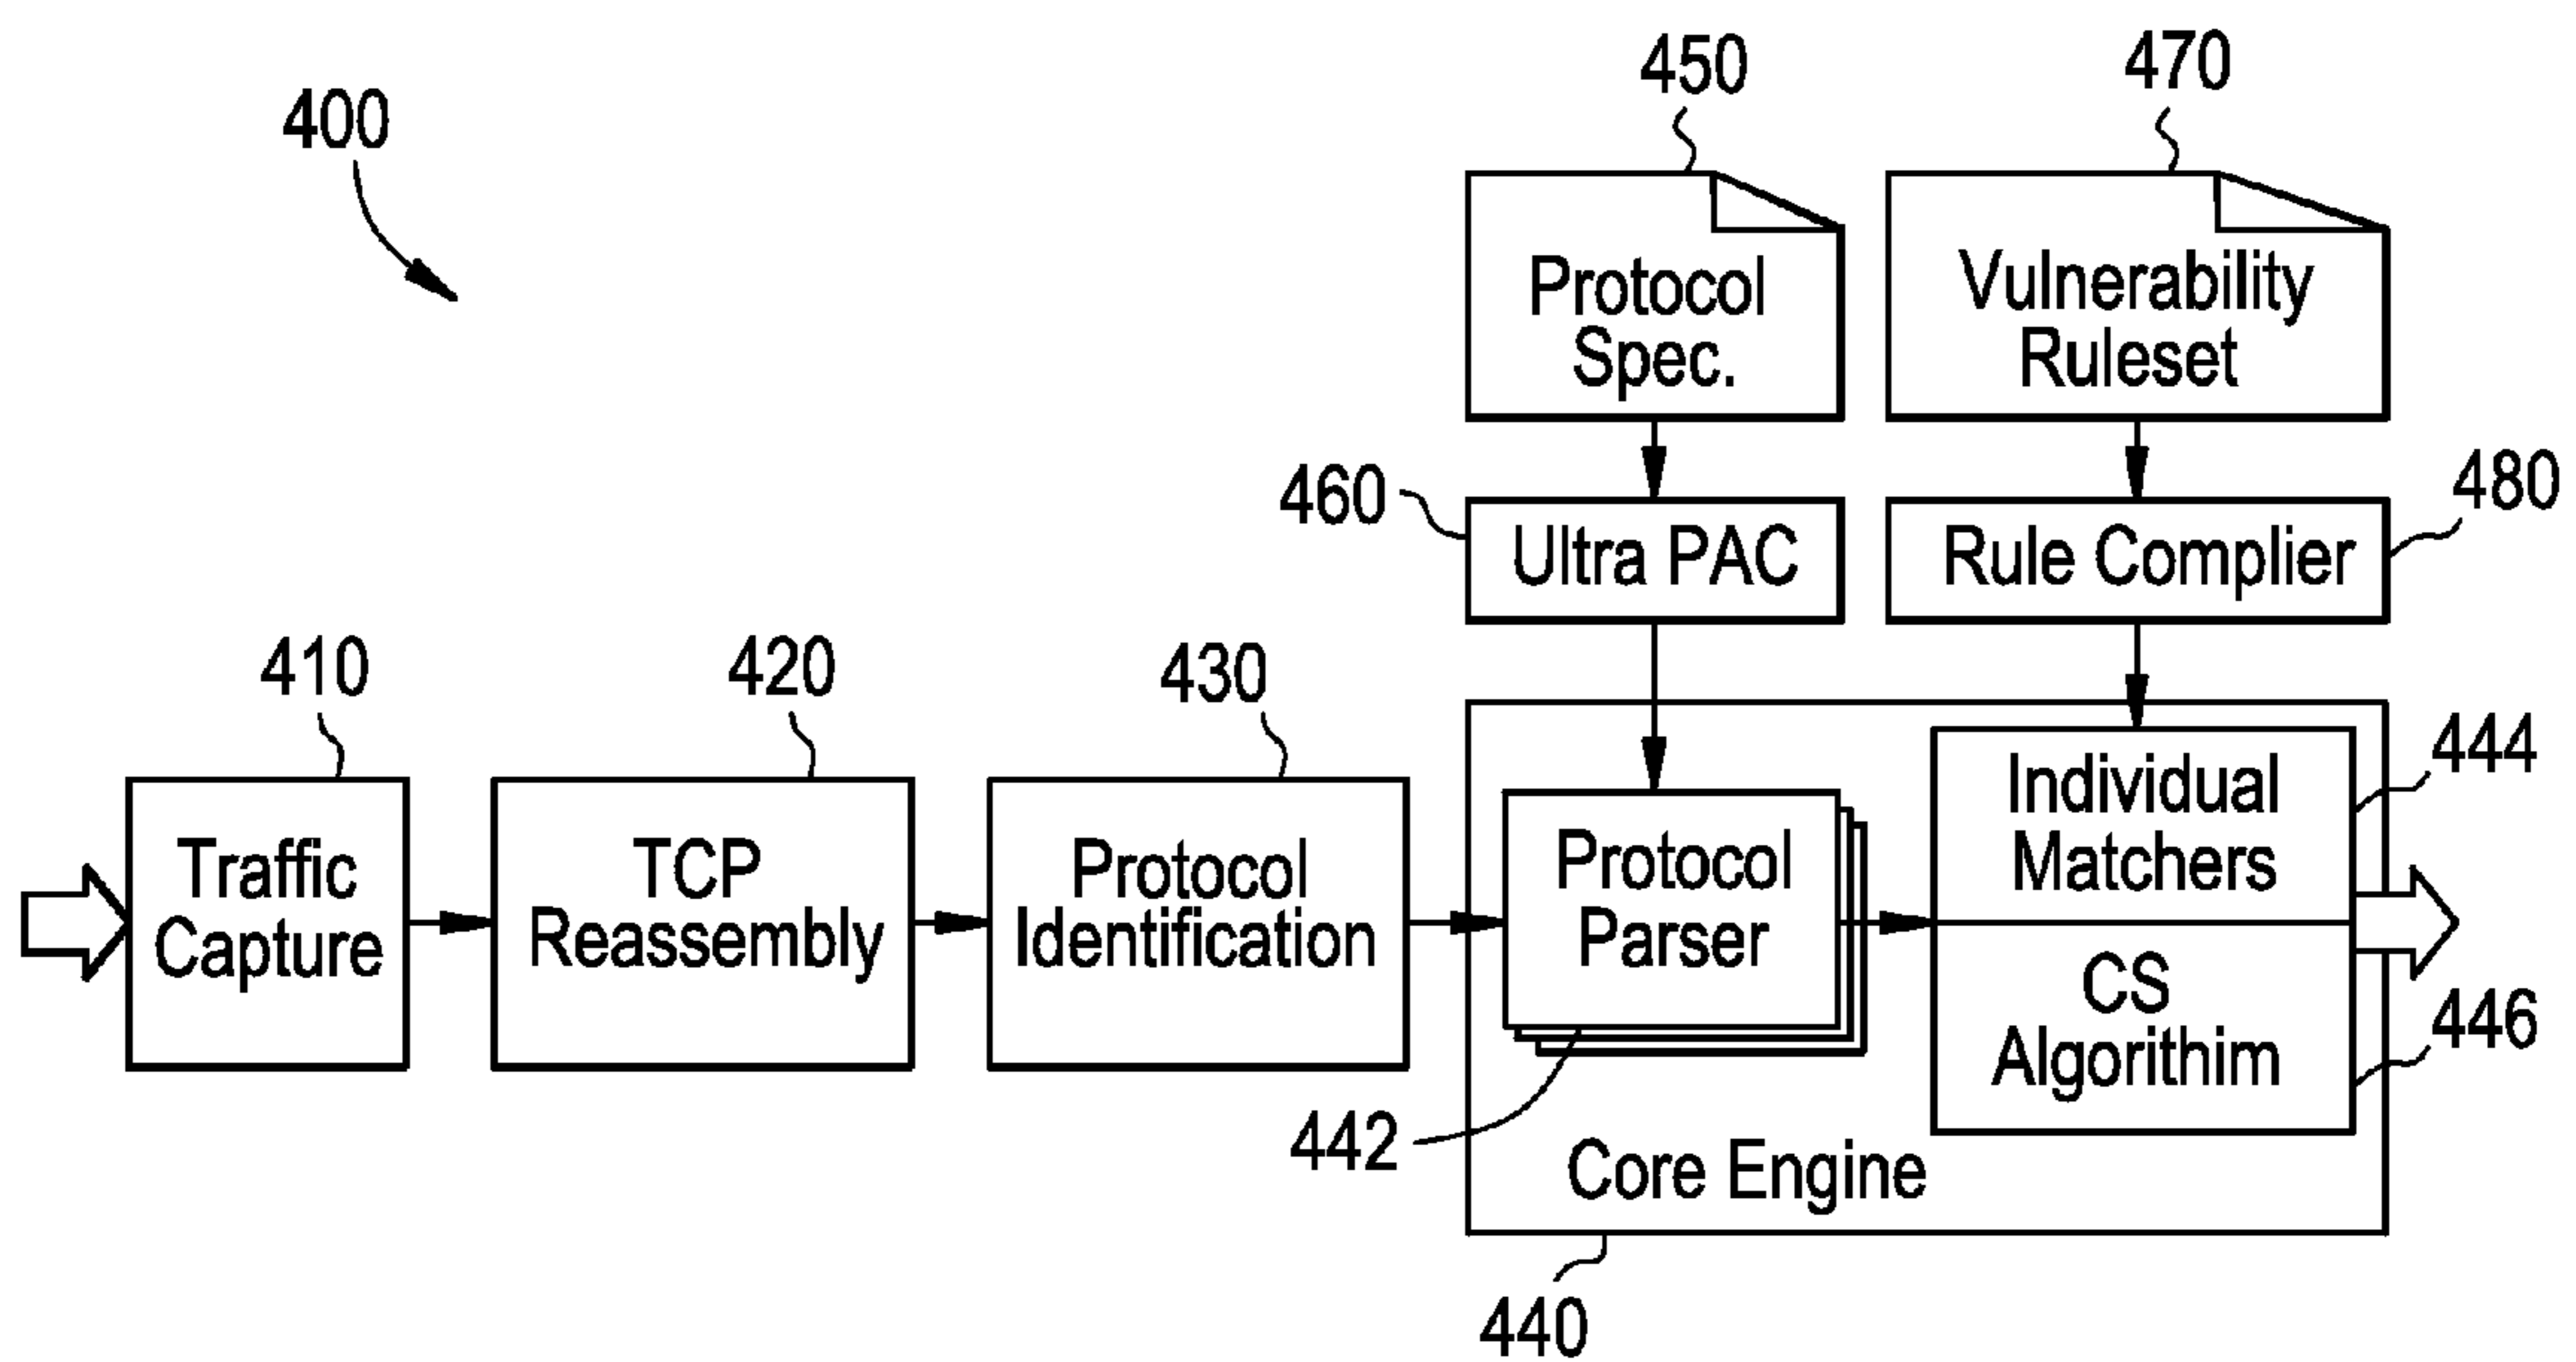 400
450
470
Protocol
Spec.
Vulnerability
Ruleset
460
Ultra PAC
Rule Complier
480
410
420
430
Traffic
Capture
TCP
Reassembly
Protocol
Identification
Protocol
Parser
Individual
Matchers
444
CS
Algorithim
446
442
Core Engine
440